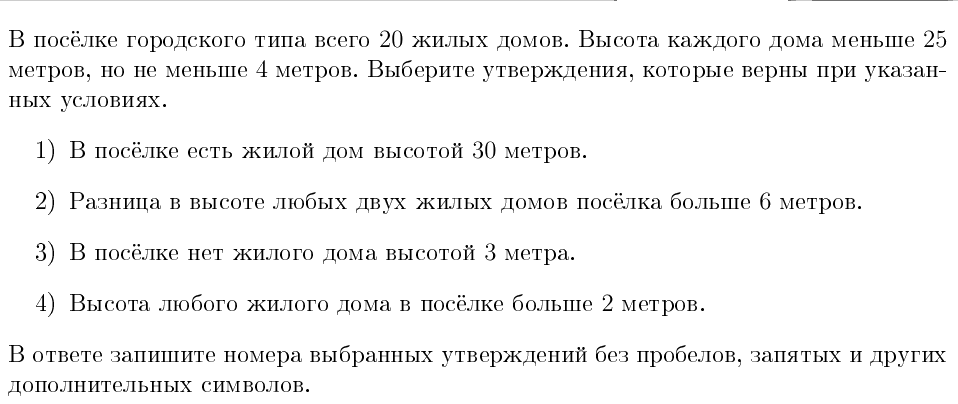 В посёлке городского типа всего 20 жилых домов. Высота каждого дома меньше 25
метров, но не меньше 4 метров. Выберите утверждения, которые верны при указан-
ных условиях.
1) В посёлке есть жилой дом высотой 30 метров.
2) Разница в высоте любых двух жилых домов посёлка больше 6 метров.
3) В посёлке нет жилого дома высотой 3 метра.
4) Высота любого жилого дома в посёлке больше 2 метров.
В ответе запишите номера выбранных утверждений без пробелов, запятых и других
дополнительных символов.